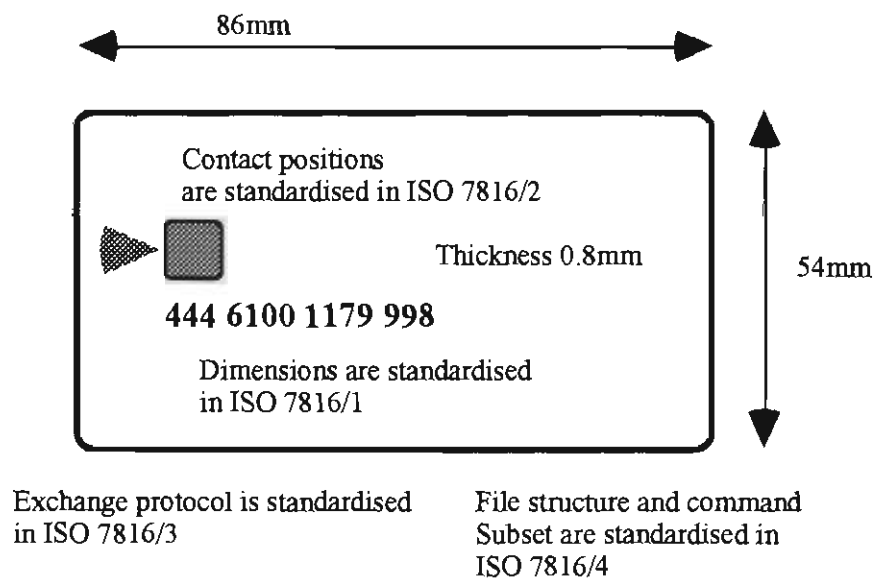 86mm
Contact positions
are standardised in ISO 7816/2
Thickness 0.8mm
54mm
444 6100 1179 998
Dimensions are standardised
in ISO 7816/1
Exchange protocol is standardised
in ISO 7816/3
File structure and command
Subset are standardised in
ISO 7816/4